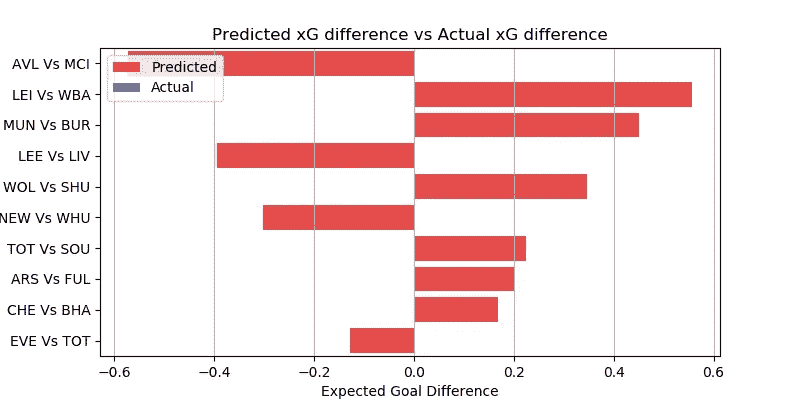 Predicted xG difference vs Actual xG difference
AVL Vs MCI
Predicted
LEI Vs WBA
Actual
MUN Vs BUR
LEE Vs LIV
WOL Vs SHU
NEW Vs WHU
TOT Vs SOU
ARS Vs FUL
CHE Vs BHA
EVE Vs TOT
−0.6 −0.4 −0.2 0.0 0.2 0.4 0.6
Expected Goal Difference